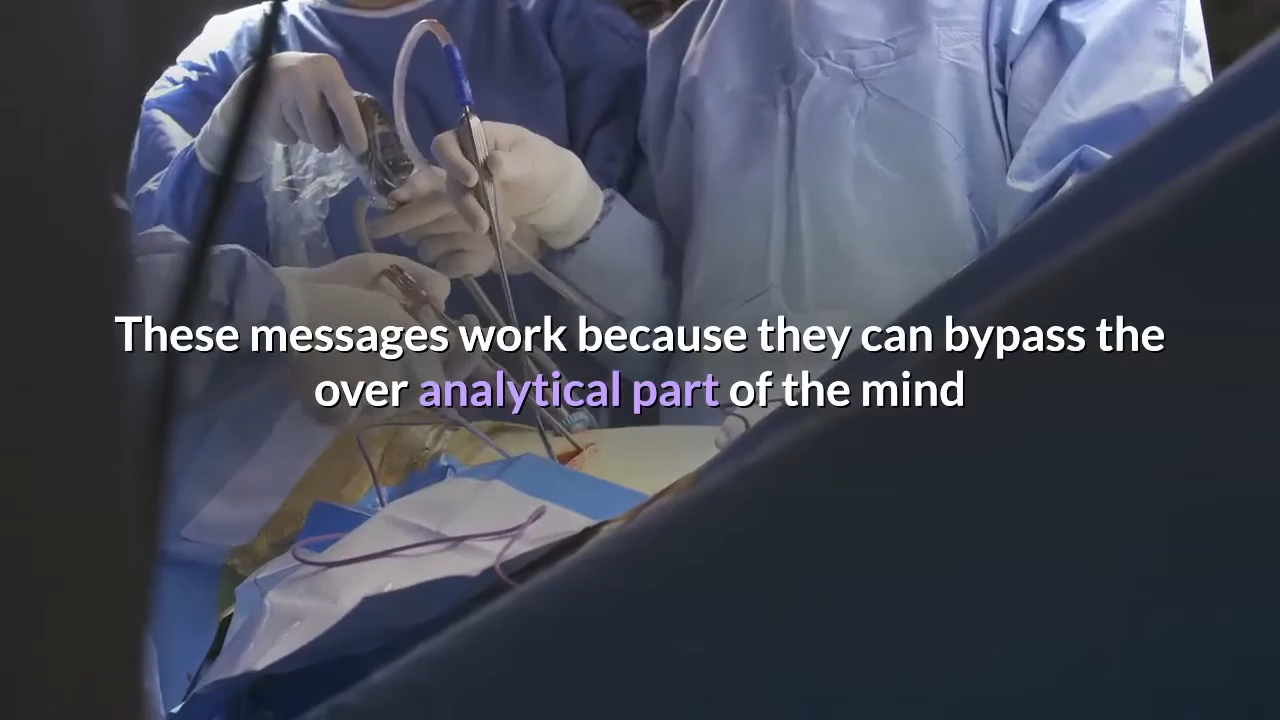 These messages work because they can bypass the
over analytical part of the mind